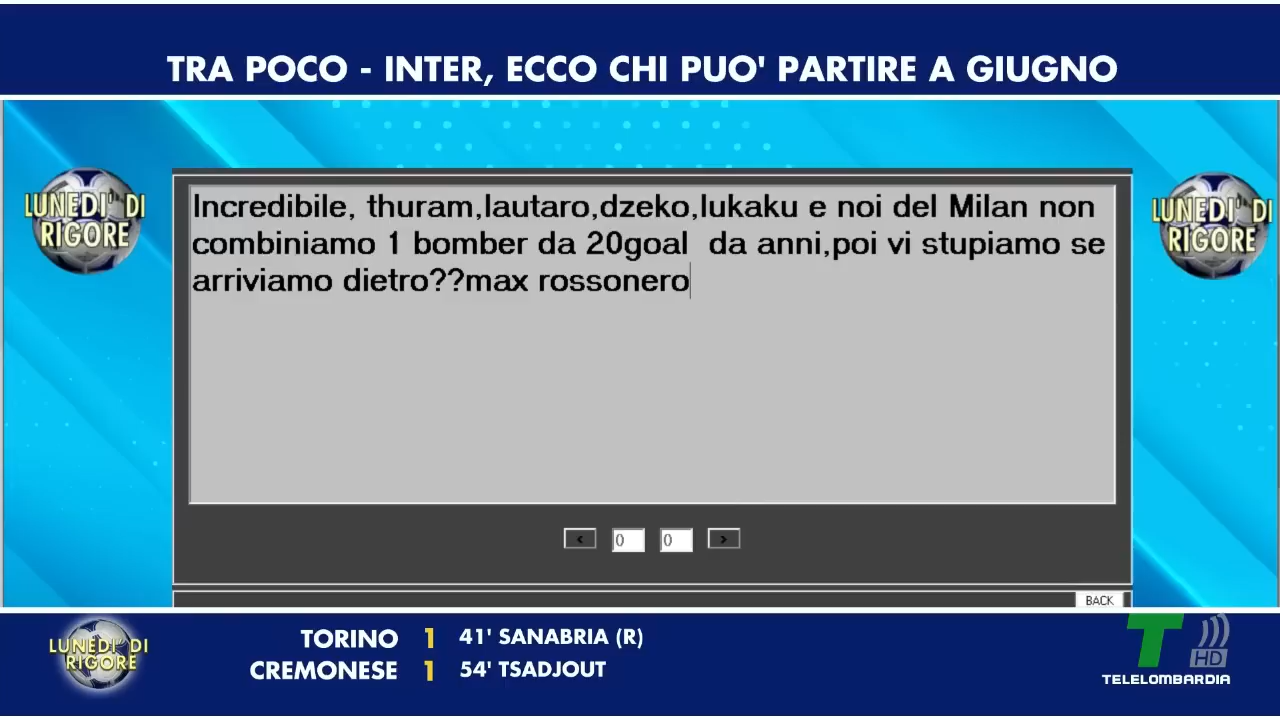 TRA POCO - INTER, ECCO CHI PUO' PARTIRE A GIUGNO
LUNEDI' DI
RIGORE
LUNEDI' DI
RIGORE
Incredibile, thuram,lautaro,dzeko,lukaku e noi del Milan non
combiniamo 1 bomber da 20goal  da anni,poi vi stupiamo se
arriviamo dietro??max rossonero
< 0 0 >
BACK
LUNEDI' DI
RIGORE
TORINO 1 41' SANABRIA (R)
CREMONESE 1 54' TSADJOUT
T HD
TELELOMBARDIA